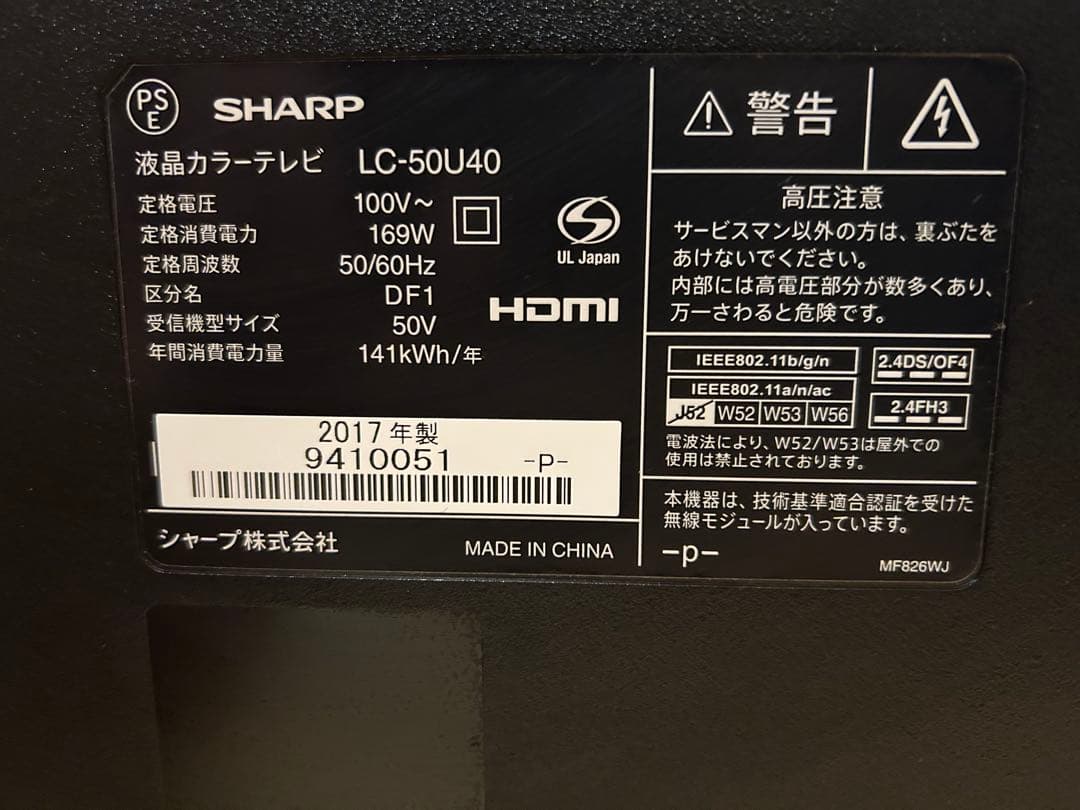 PS
E
SHARP
液晶カラーテレビ LC-50U40
定格電圧 100V～
定格消費電力 169W
定格周波数 50/60Hz
区分名 DF1
受信機型サイズ 50V
年間消費電力量 141kWh/年
UL Japan
HDMI
2017年製
9410051 -P-
シャープ株式会社 MADE IN CHINA
警告
高圧注意
サービスマン以外の方は、裏ぶたを
あけないでください。
内部には高電圧部分が数多くあり、
万一さわると危険です。
IEEE802.11b/g/n
IEEE802.11a/n/ac
J52 W52 W53 W56
2.4DS/OF4
2.4FH3
電波法により、W52/W53は屋外での
使用は禁止されております。
本機器は、技術基準適合認証を受けた
無線モジュールが入っています。
-p-
MF826WJ